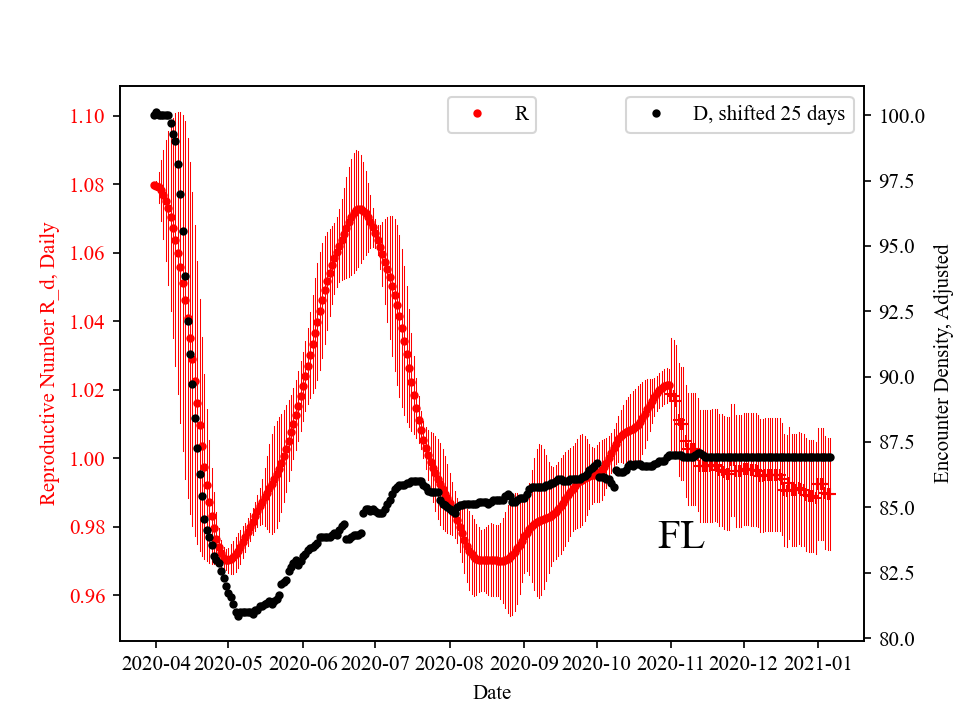 R
D, shifted 25 days
Reproductive Number R_d, Daily
1.10
1.08
1.06
1.04
1.02
1.00
0.98
0.96
100.0
97.5
95.0
92.5
90.0
87.5
85.0
82.5
80.0
Encounter Density, Adjusted
FL
2020-04 2020-05 2020-06 2020-07 2020-08 2020-09 2020-10 2020-11 2020-12 2021-01
Date